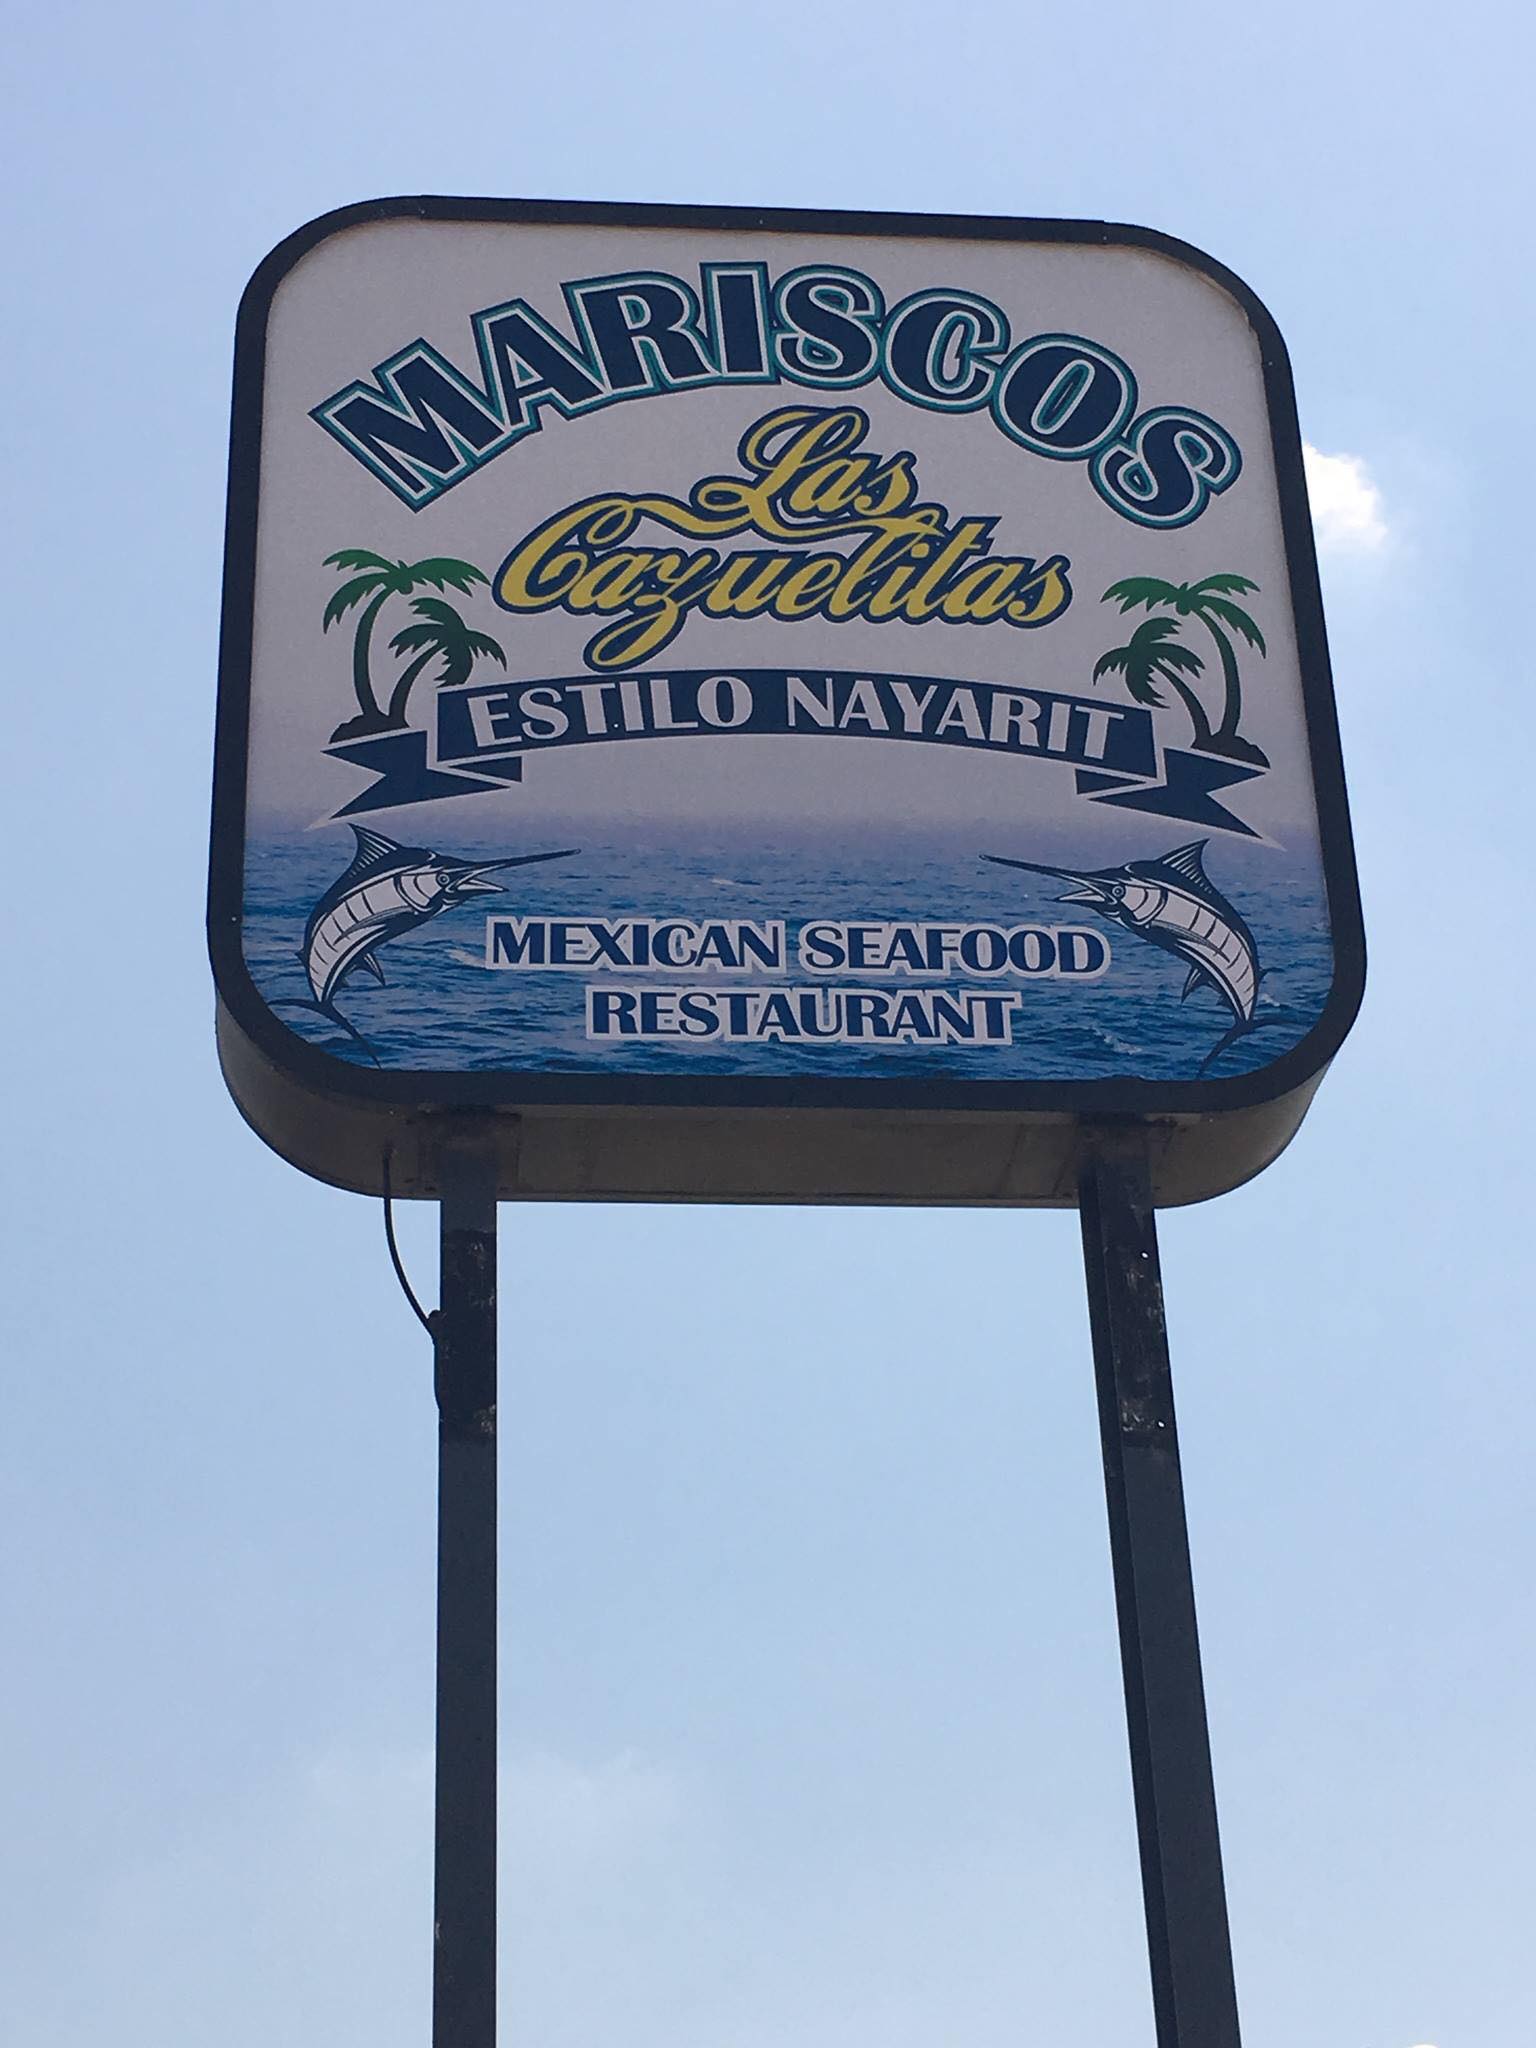 MARISCOS
Las
Cazuelitas
ESTILO NAYARIT
MEXICAN SEAFOOD
RESTAURANT